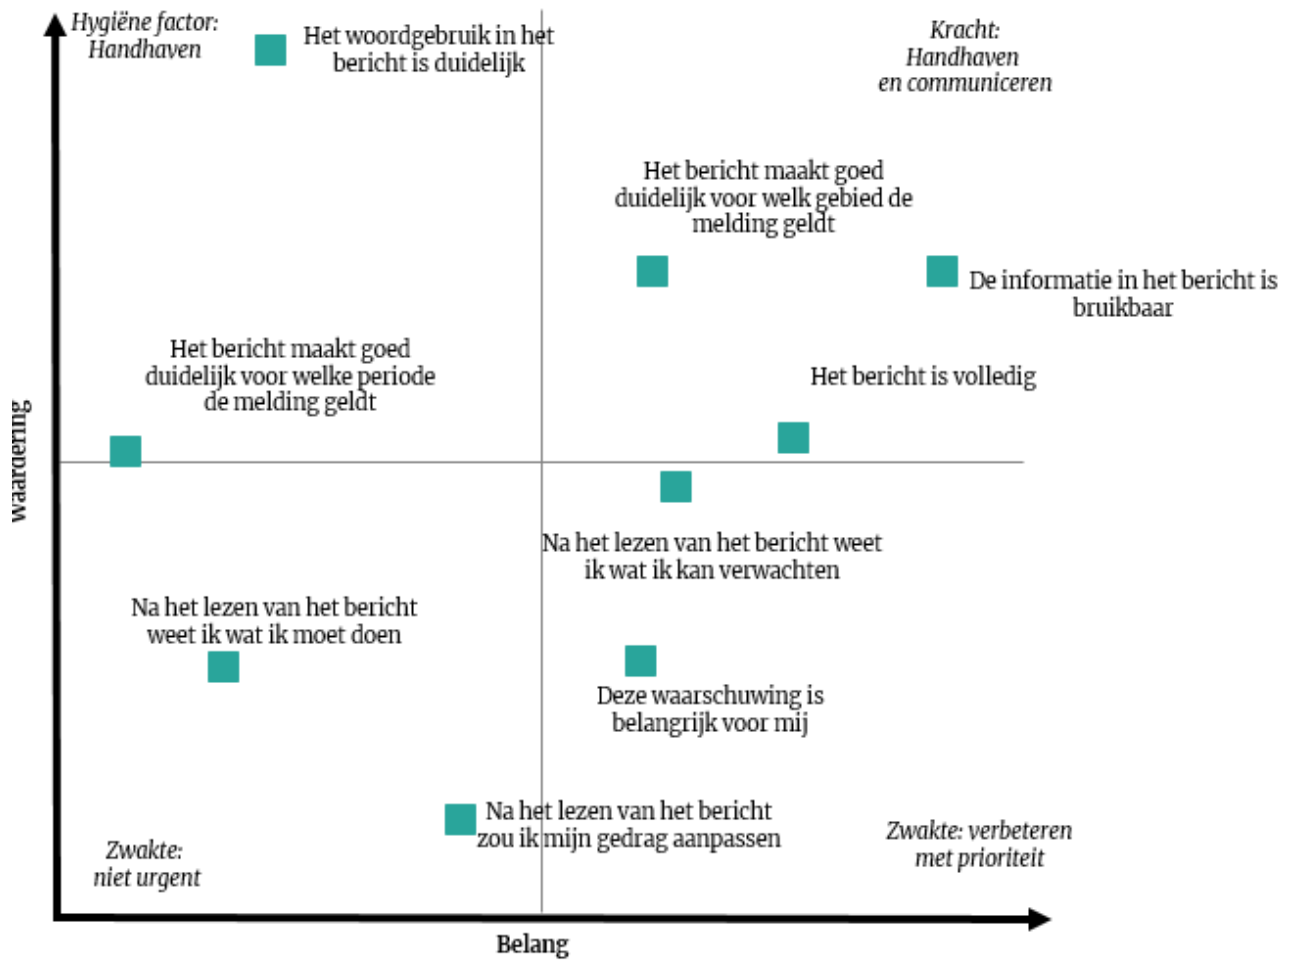 Hygiëne factor:
Handhaven
Het woordgebruik in het
bericht is duidelijk
Kracht:
Handhaven
en communiceren
Het bericht maakt goed
duidelijk voor welk gebied de
melding geldt
De informatie in het bericht is
bruikbaar
Het bericht maakt goed
duidelijk voor welke periode
de melding geldt
Het bericht is volledig
waardering
Na het lezen van het bericht weet
ik wat ik kan verwachten
Na het lezen van het bericht
weet ik wat ik moet doen
Deze waarschuwing is
belangrijk voor mij
Na het lezen van het bericht
zou ik mijn gedrag aanpassen
Zwakte:
niet urgent
Zwakte: verbeteren
met prioriteit
Belang